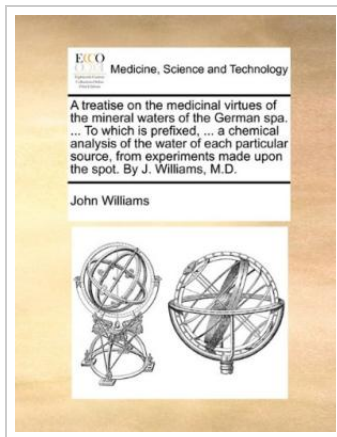 ECCO
Medicine, Science and Technology
A treatise on the medicinal virtues of
the mineral waters of the German spa.
... To which is prefixed, ... a chemical
analysis of the water of each particular
source, from experiments made upon
the spot. By J. Williams, M.D.
John Williams